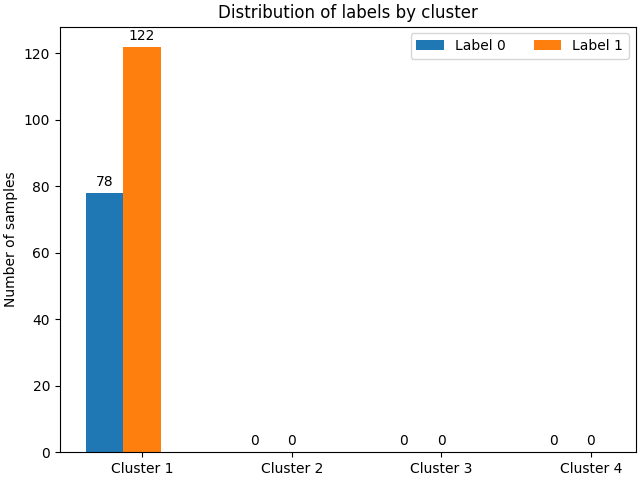 Distribution of labels by cluster
Label 0 Label 1
Number of samples
120
100
80
60
40
20
0
78 122
0 0
0 0
0 0
Cluster 1 Cluster 2 Cluster 3 Cluster 4